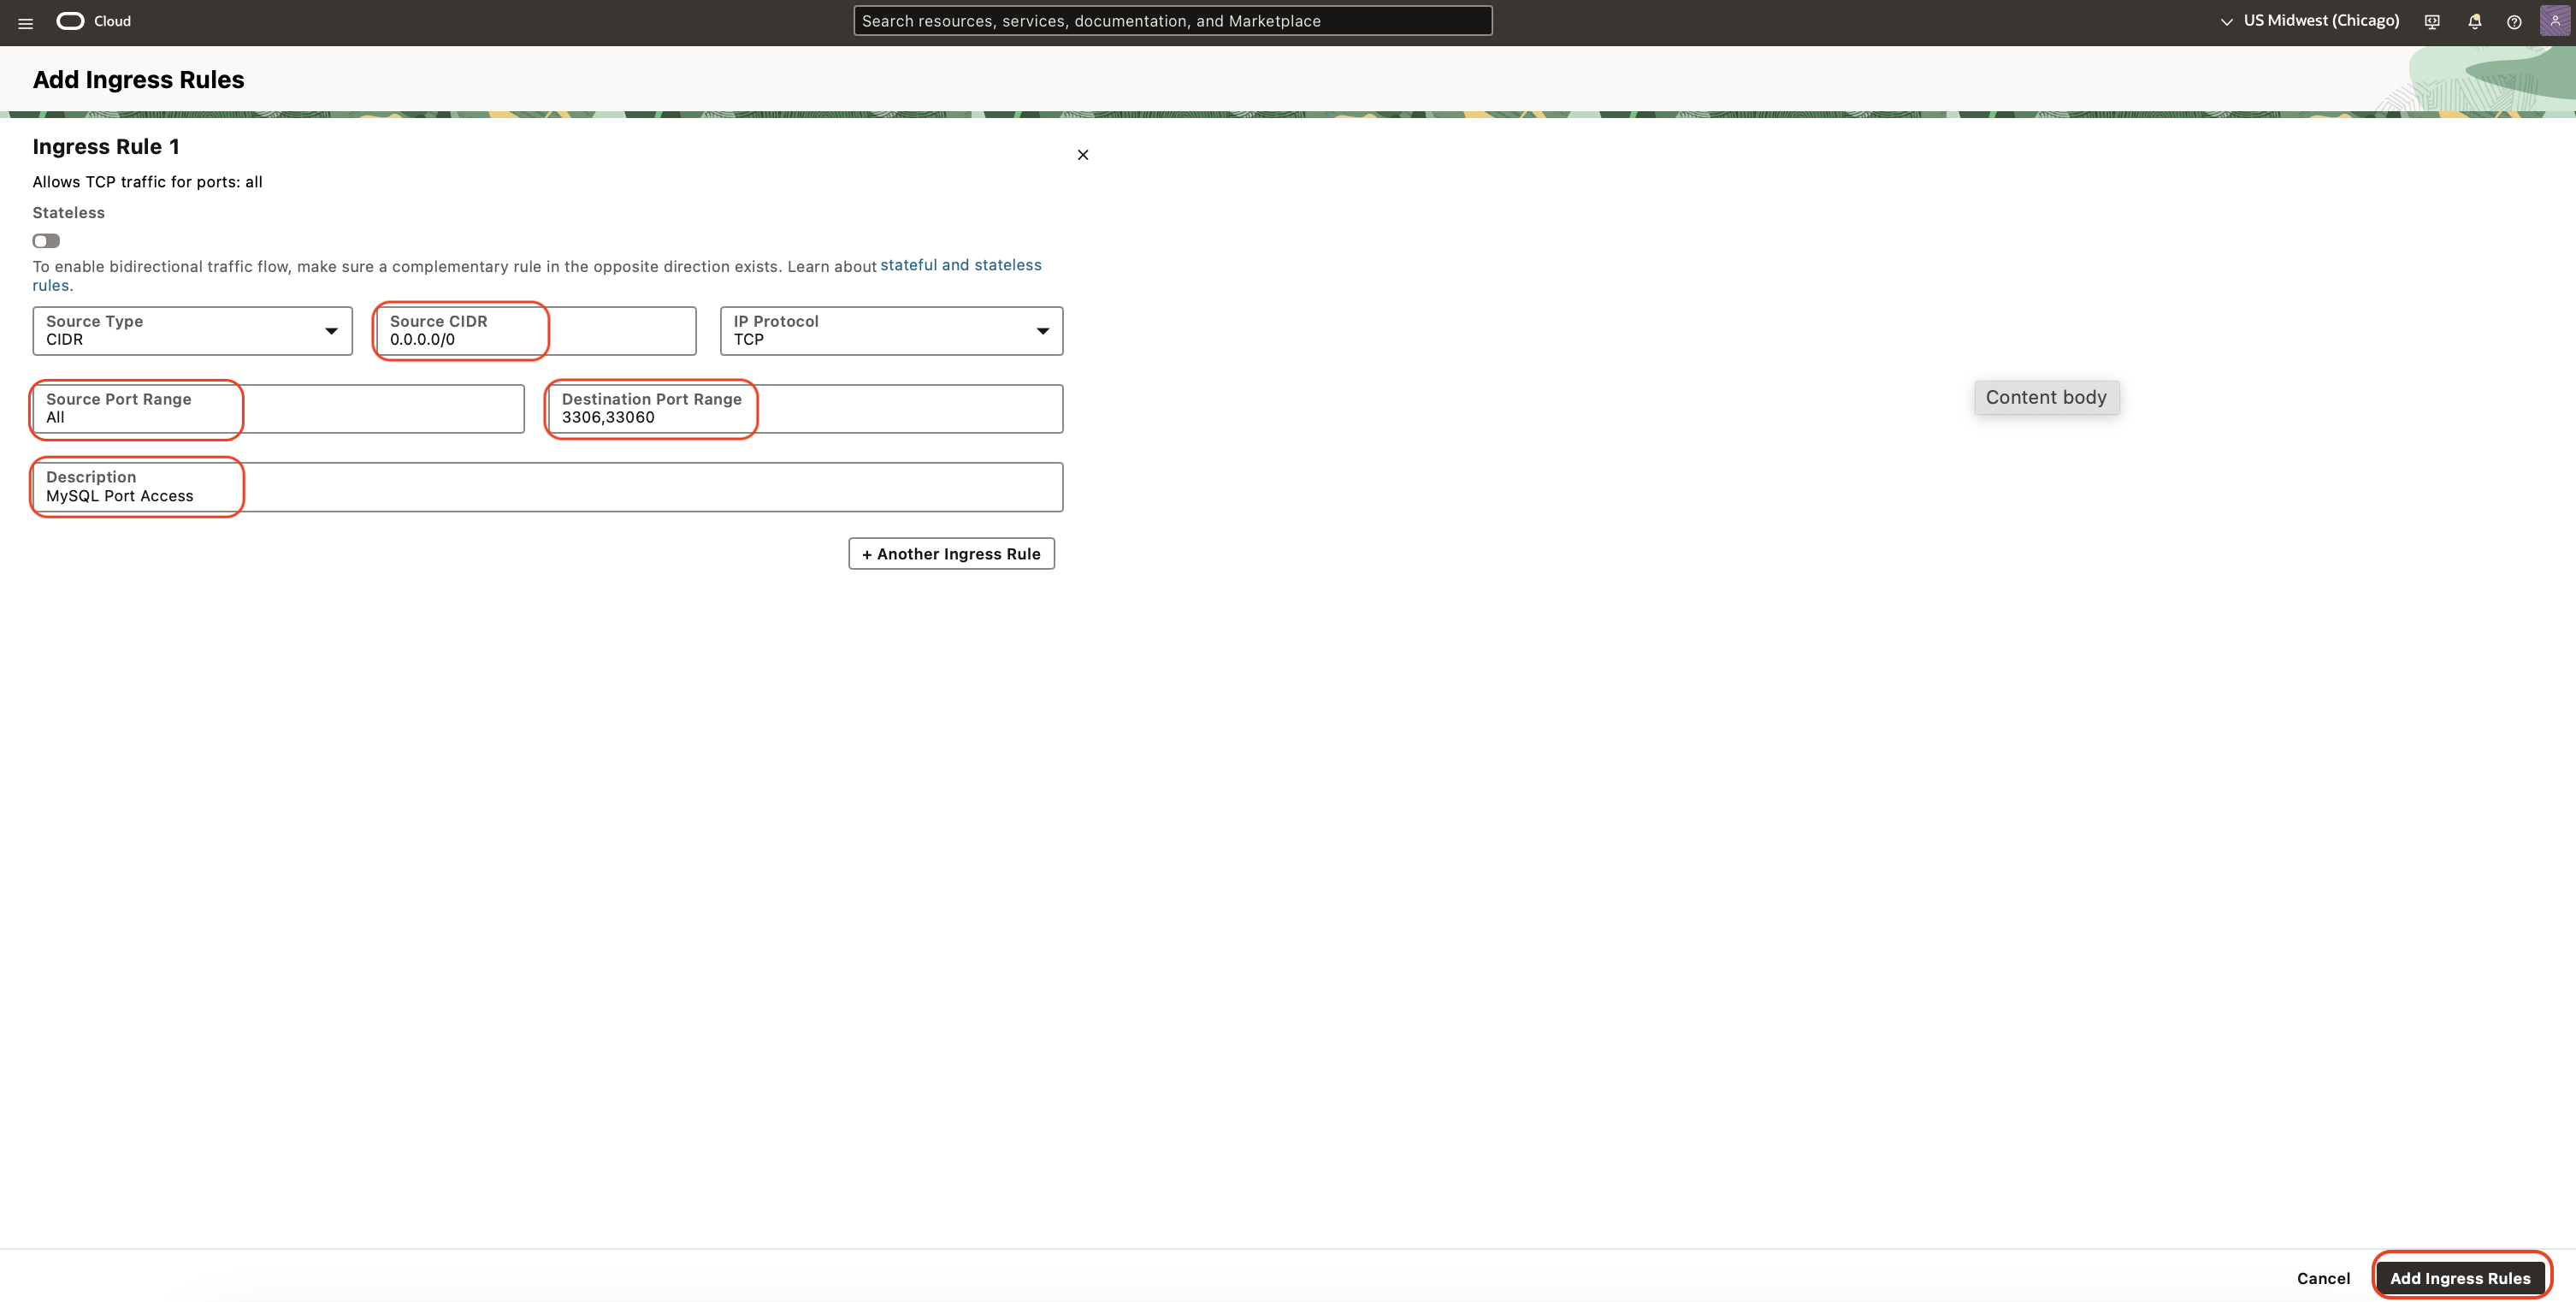 Cloud
Search resources, services, documentation, and Marketplace
US Midwest (Chicago)
Add Ingress Rules
Ingress Rule 1
Allows TCP traffic for ports: all
Stateless
To enable bidirectional traffic flow, make sure a complementary rule in the opposite direction exists. Learn about stateful and stateless
rules.
Source Type
CIDR
Source CIDR
0.0.0.0/0
IP Protocol
TCP
Source Port Range
All
Destination Port Range
3306,33060
Content body
Description
MySQL Port Access
+ Another Ingress Rule
Cancel
Add Ingress Rules